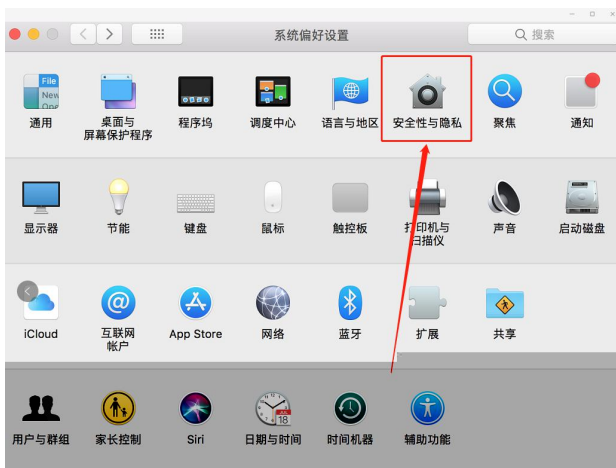 系统偏好设置
搜索
File
New
One
通用
桌面与
屏幕保护程序
程序坞
调度中心
语言与地区
安全性与隐私
聚焦
通知
显示器
节能
键盘
鼠标
触控板
打印机与
扫描仪
声音
启动磁盘
iCloud
互联网
帐户
App Store
网络
蓝牙
扩展
共享
JUL
18
用户与群组
家长控制
Siri
日期与时间
时间机器
辅助功能